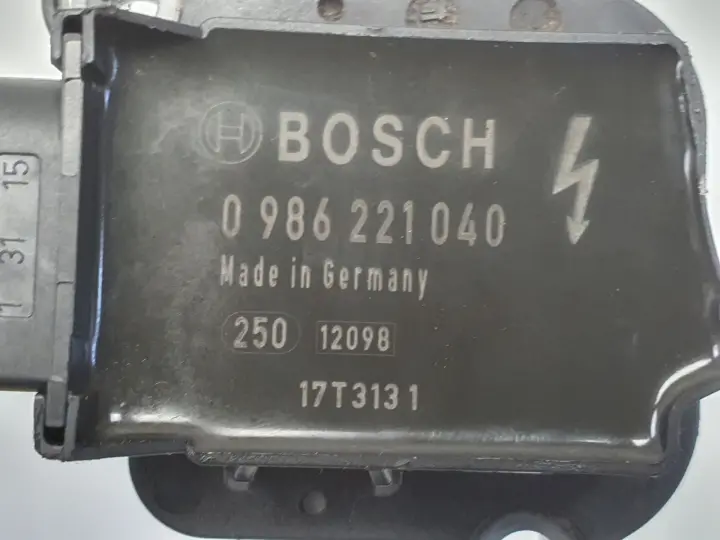 BOSCH
0 986 221 040
Made in Germany
250 12098
17T3131
1 31 15